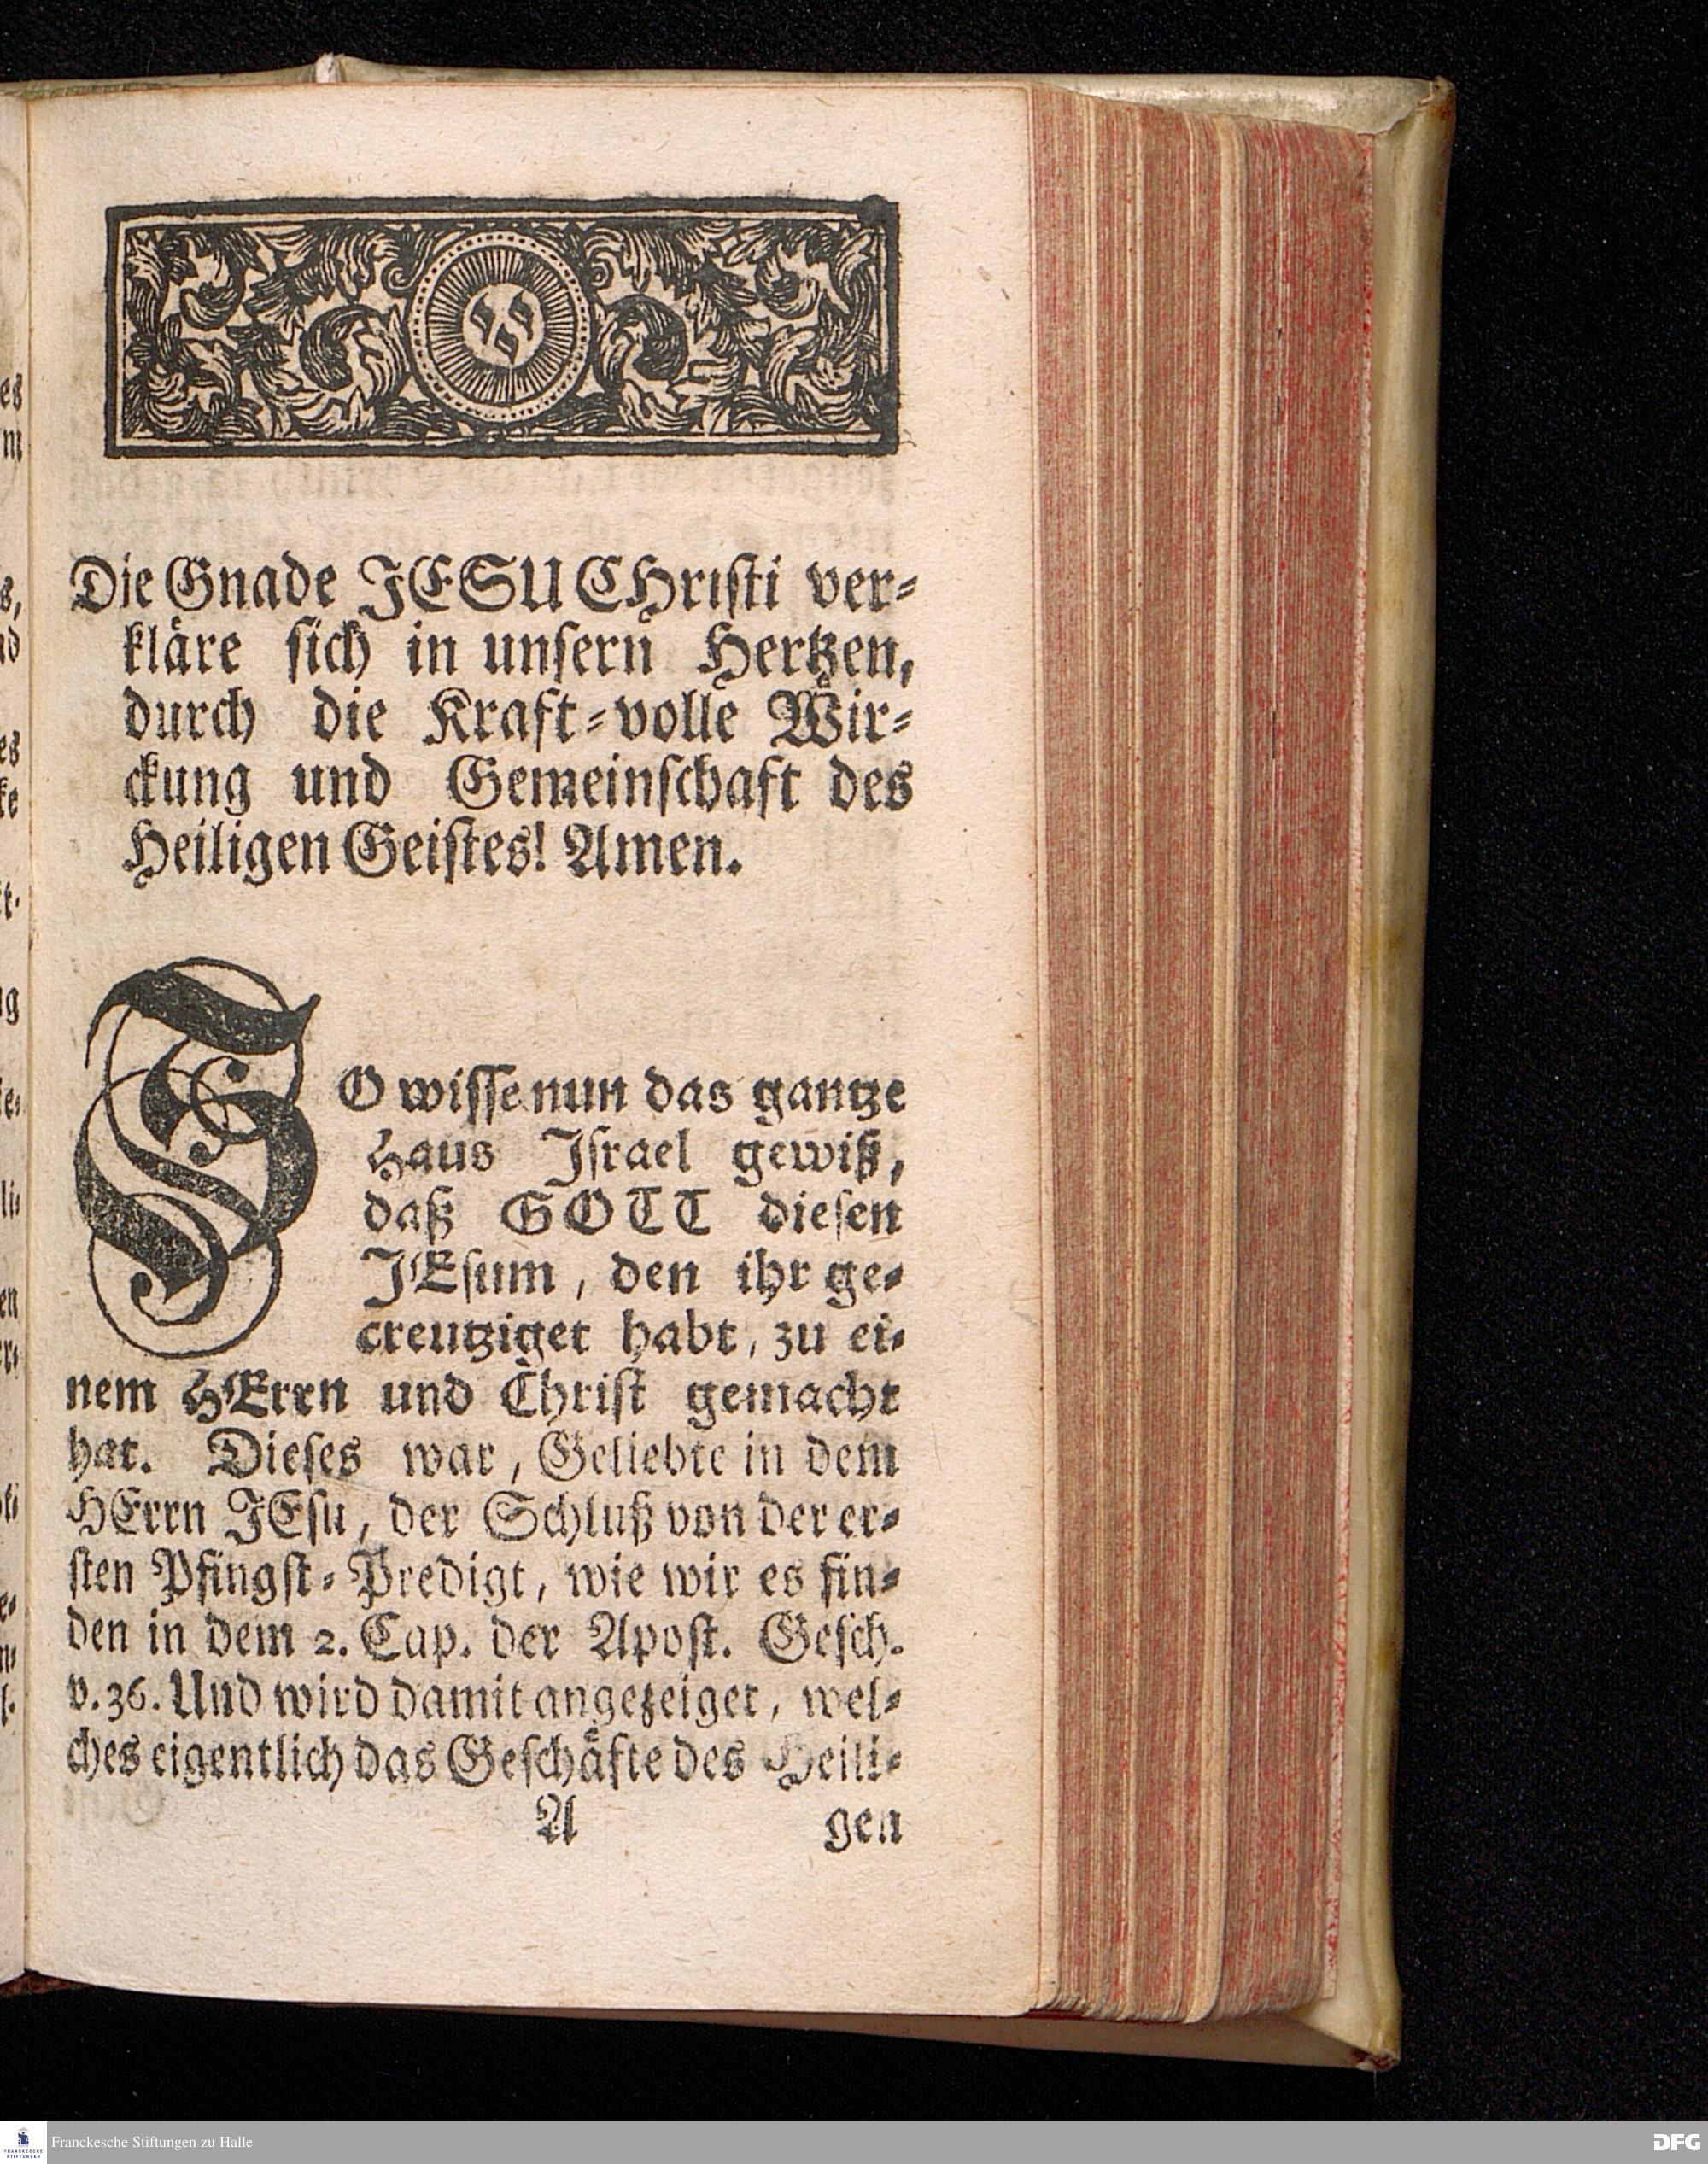 Die Gnade JESU CHristi ver-
kläre sich in unsern Hertzen,
durch die Kraft-volle Wir-
ckung und Gemeinschaft des
Heiligen Geistes! Amen.
SO wisse nun das gantze
Haus Israel gewiß,
daß GOTT diesen
JEsum, den ihr ge-
creutziget habt, zu ei-
nem HErrn und Christ gemacht
hat. Dieses war, Geliebte in dem
HErrn JEsu, der Schluß von der er-
sten Pfingst-Predigt, wie wir es fin-
den in dem 2. Cap. der Apost. Gesch.
v. 36. Und wird damit angezeiget, wel-
ches eigentlich das Geschäfte des Heili-
A gen
Franckesche Stiftungen zu Halle
FRANCKESCHE
STIFTUNGEN
DFG